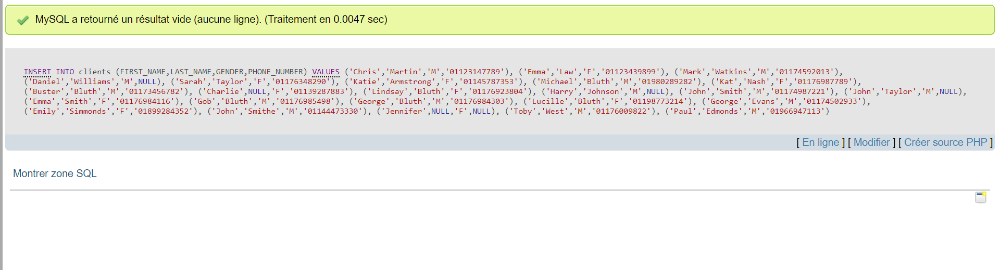 MySQL a retourné un résultat vide (aucune ligne). (Traitement en 0.0047 sec)
INSERT INTO clients (FIRST_NAME,LAST_NAME,GENDER,PHONE_NUMBER) VALUES ('Chris','Martin','M','01123147789'), ('Emma','Law','F','01123439899'), ('Mark','Watkins','M','01174592013'),
('Daniel','Williams','M',NULL), ('Sarah','Taylor','F','01176348290'), ('Katie','Armstrong','F','01145787353'), ('Michael','Bluth','M','01980289282'), ('Kat','Nash','F','01176987789'),
('Buster','Bluth','M','01173456782'), ('Charlie',NULL,'F','01139287883'), ('Lindsay','Bluth','F','01176923804'), ('Harry','Johnson','M',NULL), ('John','Smith','M','01174987221'), ('John','Taylor','M',NULL),
('Emma','Smith','F','01176984116'), ('Gob','Bluth','M','01176985498'), ('George','Bluth','M','01176984303'), ('Lucille','Bluth','F','01198773214'), ('George','Evans','M','01174502933'),
('Emily','Simmonds','F','01899284352'), ('John','Smithe','M','01144473330'), ('Jennifer',NULL,'F',NULL), ('Toby','West','M','01176009822'), ('Paul','Edmonds','M','01966947113')
[ En ligne ] [ Modifier ] [ Créer source PHP ]
Montrer zone SQL